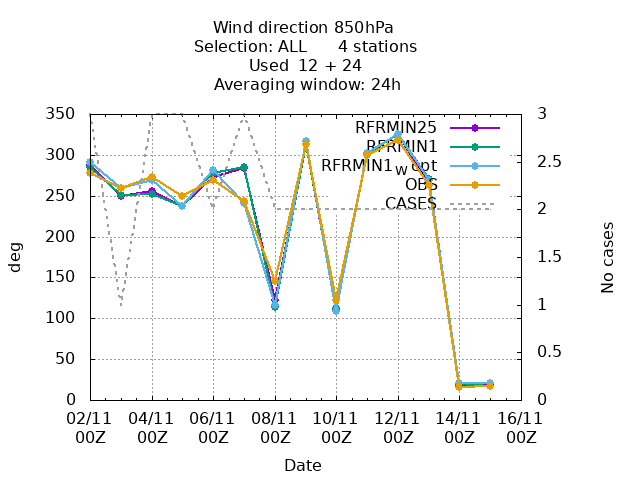 Wind direction 850hPa
Selection: ALL 4 stations
Used 12 + 24
Averaging window: 24h
350
300
250
200
150
100
50
0
deg
3
2.5
2
1.5
1
0.5
0
No cases
RFRMIN25
RFRMIN1
RFRMIN1wopt
OBS
CASES
02/11 04/11 06/11 08/11 10/11 12/11 14/11 16/11
00Z 00Z 00Z 00Z 00Z 00Z 00Z 00Z
Date